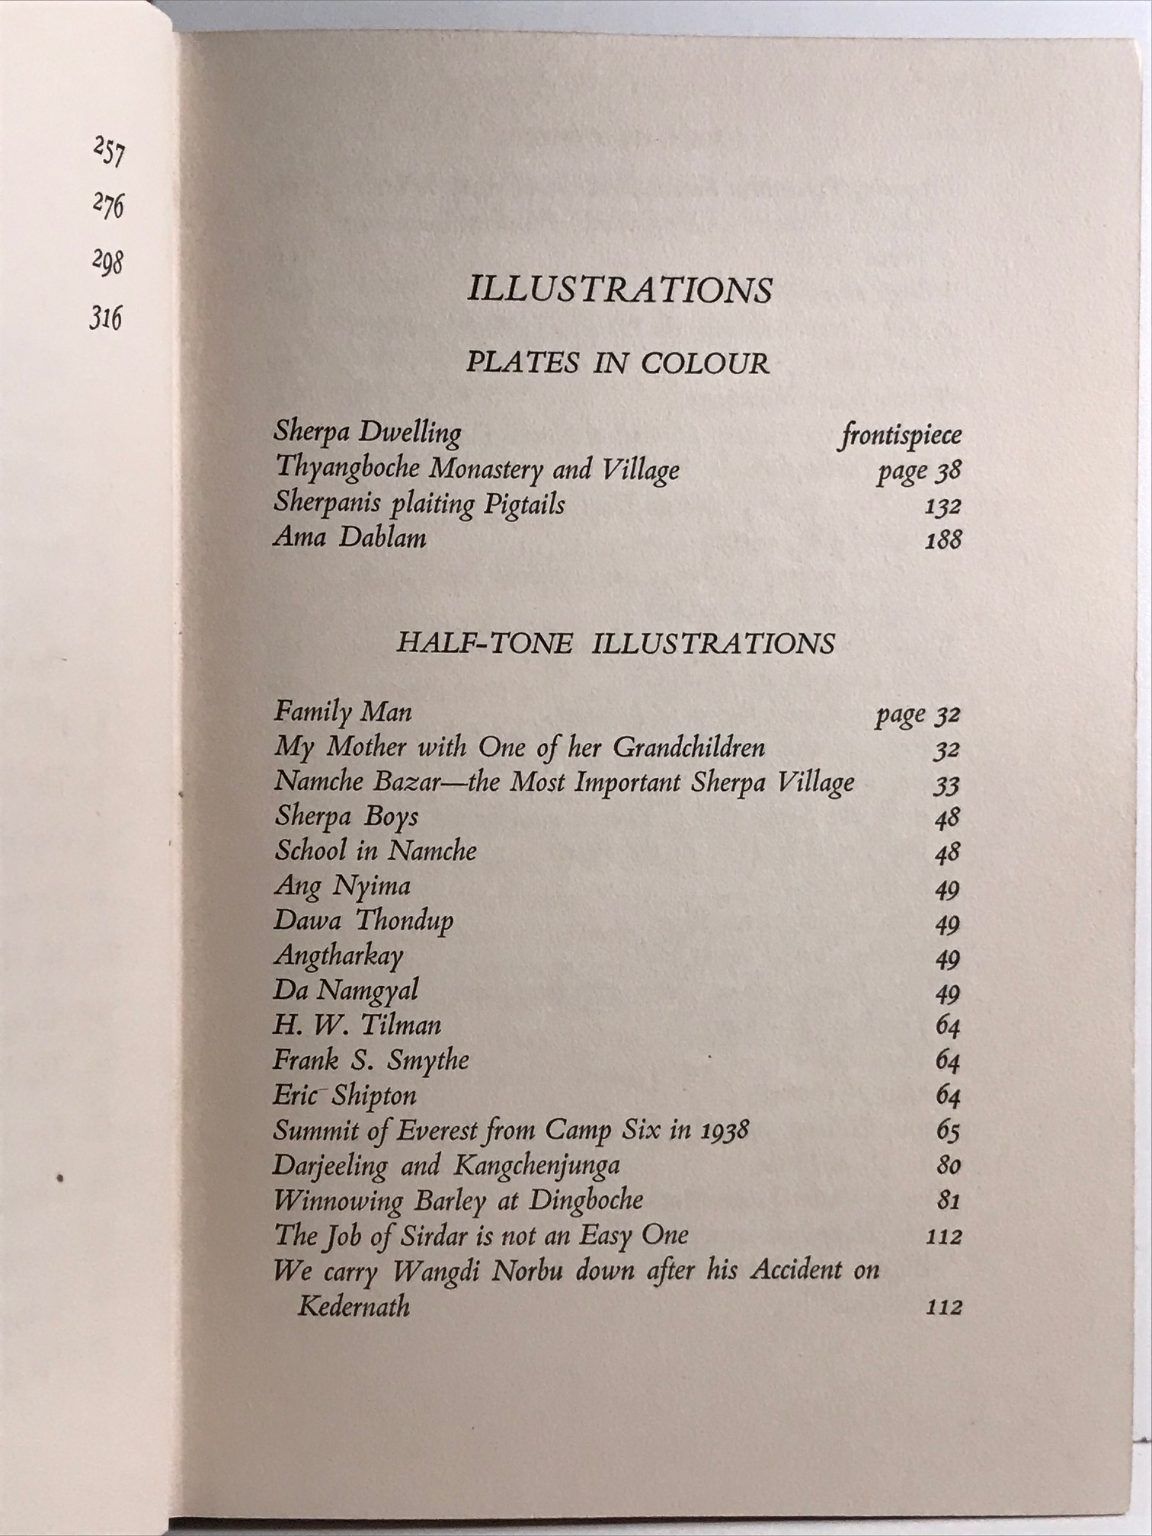 257
276
298
316
ILLUSTRATIONS
PLATES IN COLOUR
Sherpa Dwelling frontispiece
Thyangboche Monastery and Village page 38
Sherpanis plaiting Pigtails 132
Ama Dablam 188
HALF-TONE ILLUSTRATIONS
Family Man page 32
My Mother with One of her Grandchildren 32
Namche Bazar—the Most Important Sherpa Village 33
Sherpa Boys 48
School in Namche 48
Ang Nyima 49
Dawa Thondup 49
Angtharkay 49
Da Namgyal 49
H. W. Tilman 64
Frank S. Smythe 64
Eric Shipton 64
Summit of Everest from Camp Six in 1938 65
Darjeeling and Kangchenjunga 80
Winnowing Barley at Dingboche 81
The Job of Sirdar is not an Easy One 112
We carry Wangdi Norbu down after his Accident on
Kedernath 112